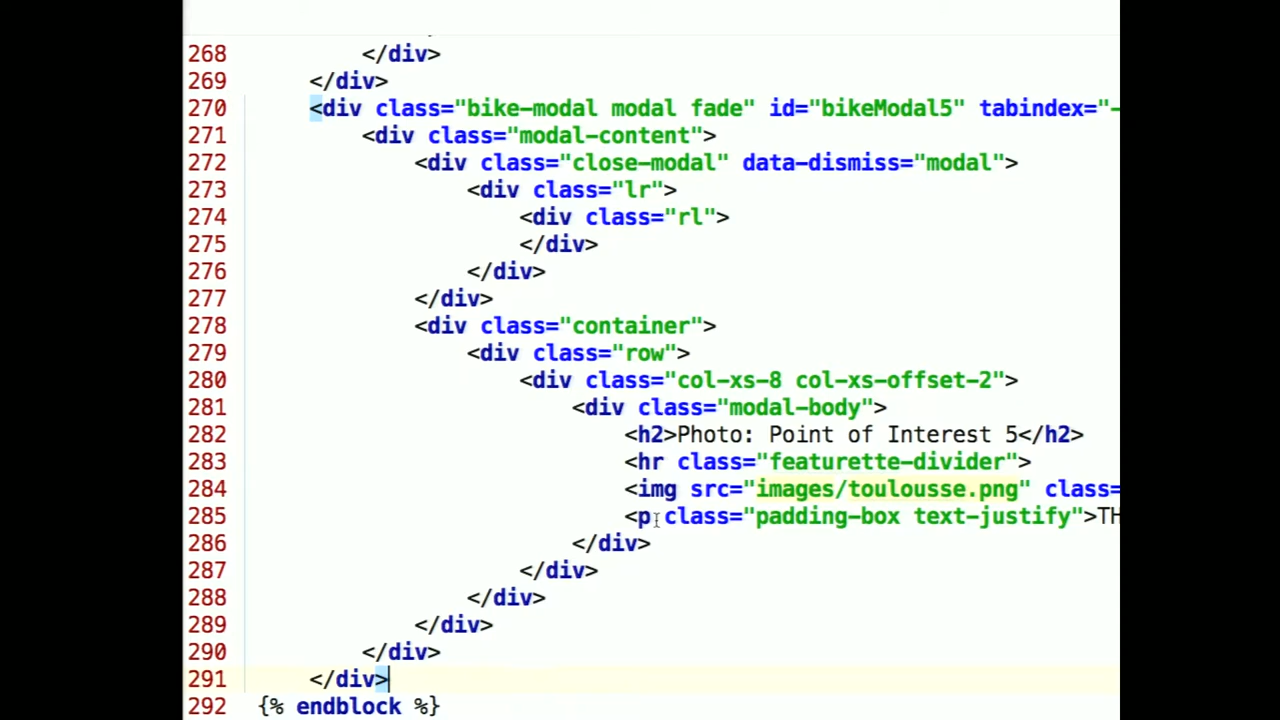 268 </div>
269 </div>
270 <div class="bike-modal modal fade" id="bikeModal5" tabindex="-
271 <div class="modal-content">
272 <div class="close-modal" data-dismiss="modal">
273 <div class="lr">
274 <div class="rl">
275 </div>
276 </div>
277 </div>
278 <div class="container">
279 <div class="row">
280 <div class="col-xs-8 col-xs-offset-2">
281 <div class="modal-body">
282 <h2>Photo: Point of Interest 5</h2>
283 <hr class="featurette-divider">
284 <img src="images/toulousse.png" class=
285 <p class="padding-box text-justify">TH
286 </div>
287 </div>
288 </div>
289 </div>
290 </div>
291 </div>
292 {% endblock %}